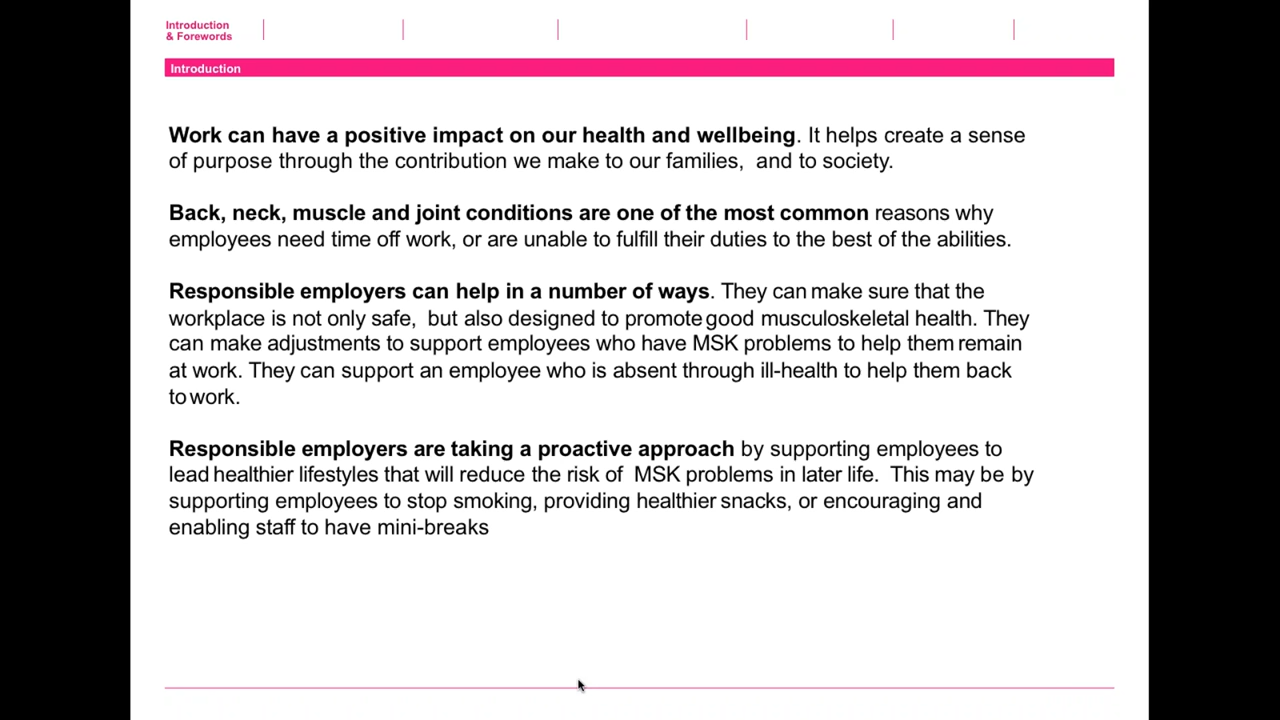 Introduction
& Forewords
Introduction
Work can have a positive impact on our health and wellbeing. It helps create a sense
of purpose through the contribution we make to our families,  and to society.
Back, neck, muscle and joint conditions are one of the most common reasons why
employees need time off work, or are unable to fulfill their duties to the best of the abilities.
Responsible employers can help in a number of ways. They can make sure that the
workplace is not only safe,  but also designed to promote good musculoskeletal health. They
can make adjustments to support employees who have MSK problems to help them remain
at work. They can support an employee who is absent through ill-health to help them back
to work.
Responsible employers are taking a proactive approach by supporting employees to
lead healthier lifestyles that will reduce the risk of  MSK problems in later life.  This may be by
supporting employees to stop smoking, providing healthier snacks, or encouraging and
enabling staff to have mini-breaks